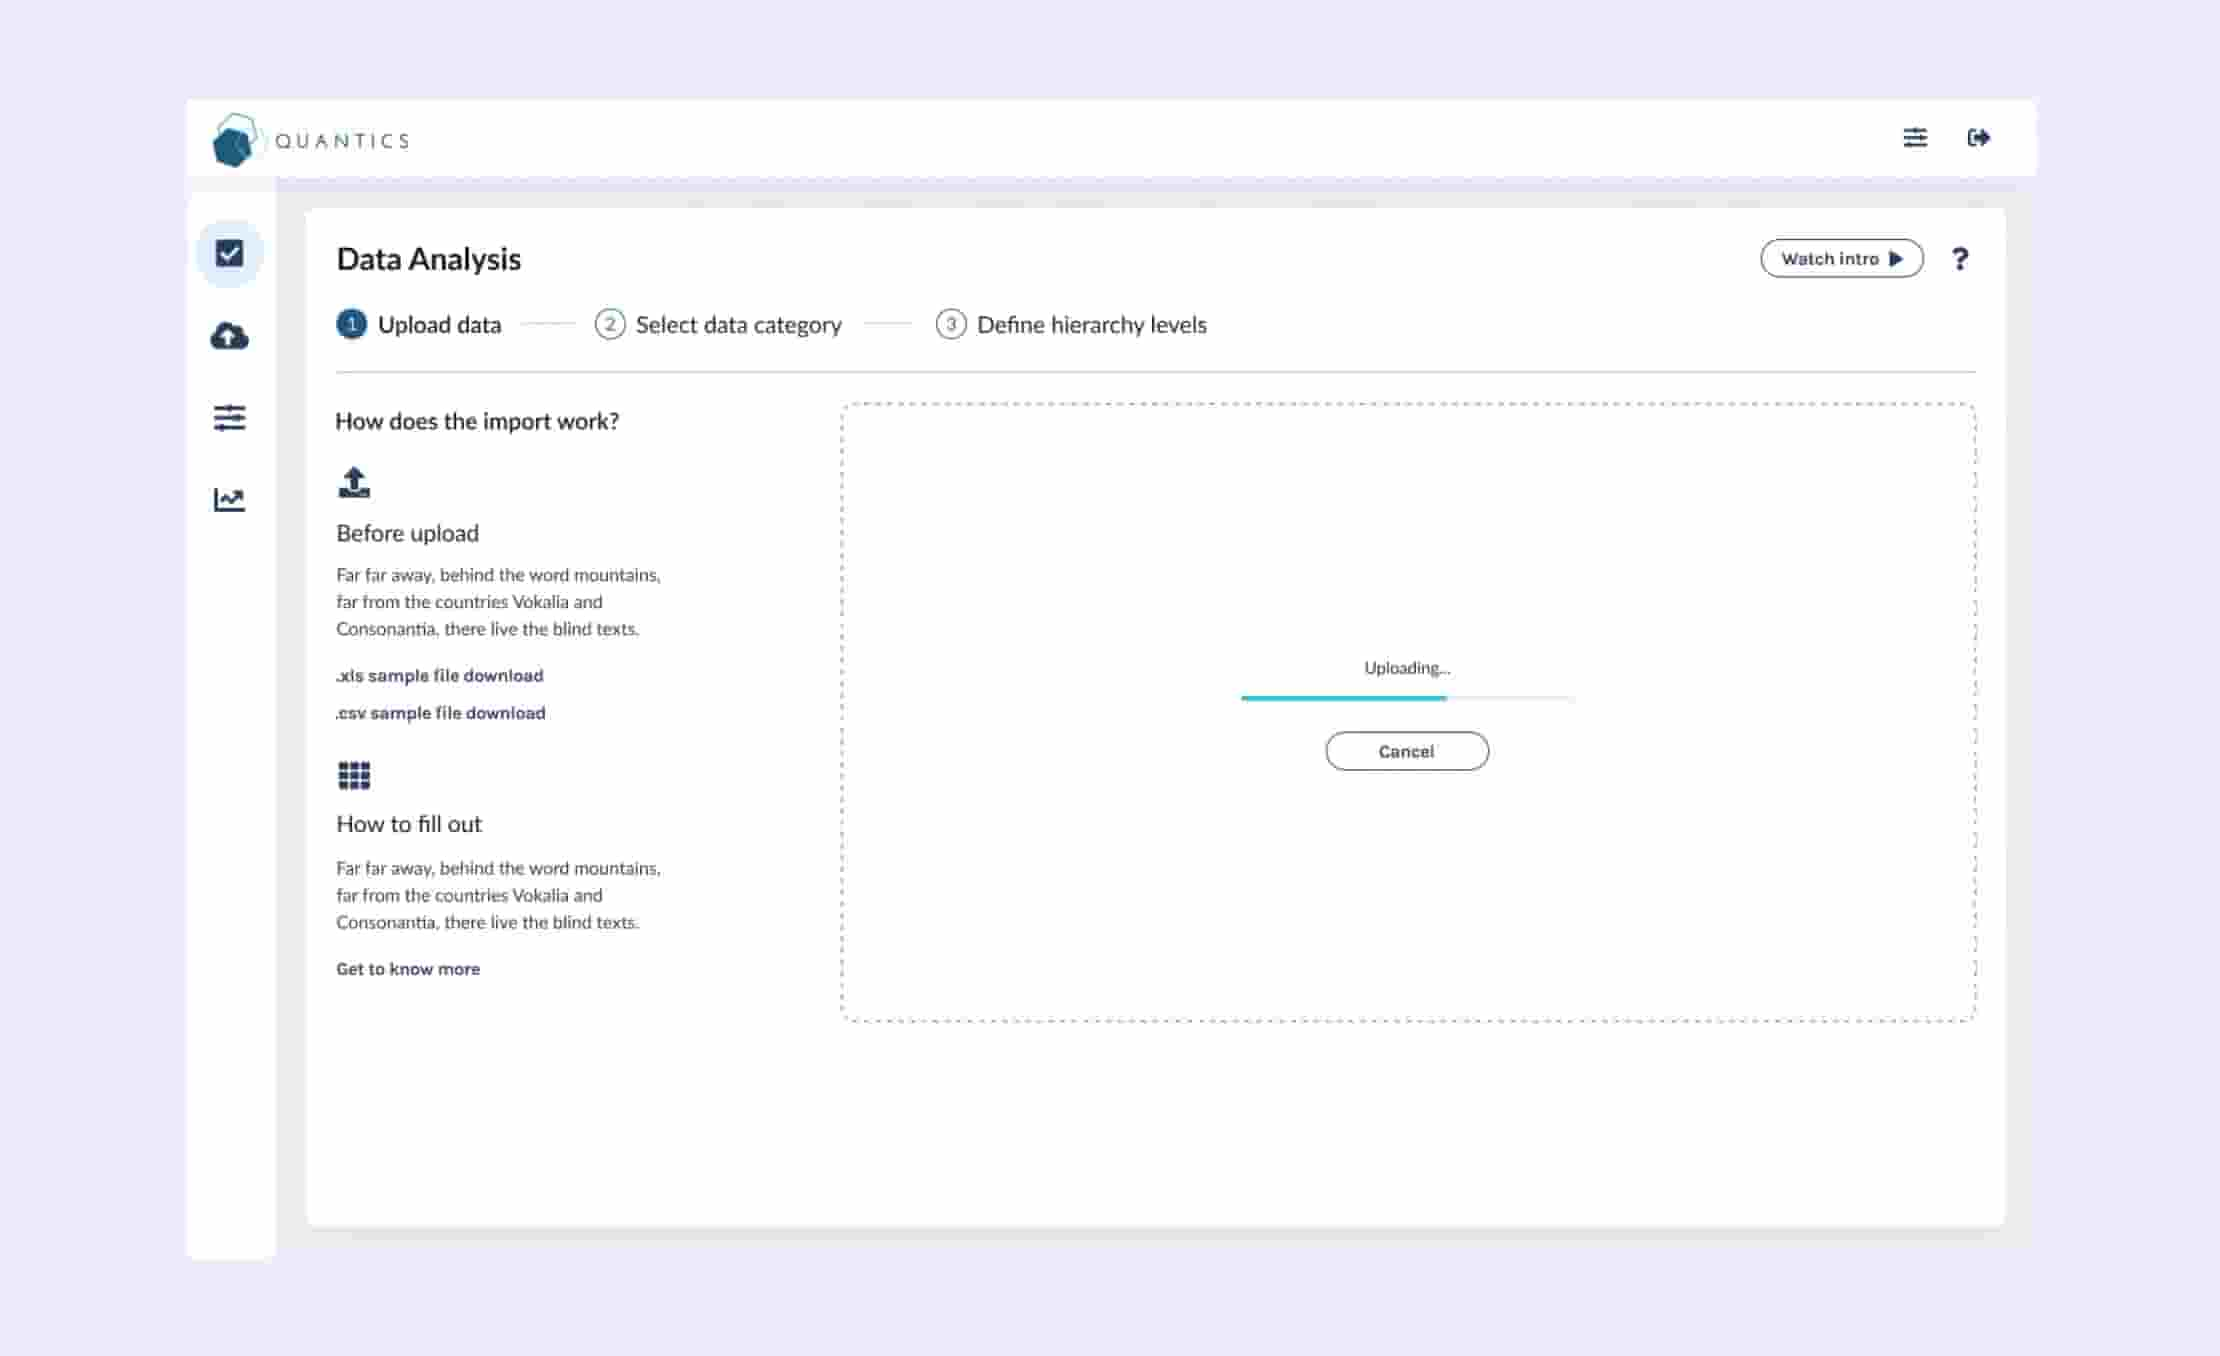 QUANTICS
Data Analysis
Watch intro
?
1 Upload data
2 Select data category
3 Define hierarchy levels
How does the import work?
Before upload
Far far away, behind the word mountains,
far from the countries Vokalia and
Consonantia, there live the blind texts.
.xls sample file download
.csv sample file download
How to fill out
Far far away, behind the word mountains,
far from the countries Vokalia and
Consonantia, there live the blind texts.
Get to know more
Uploading...
Cancel